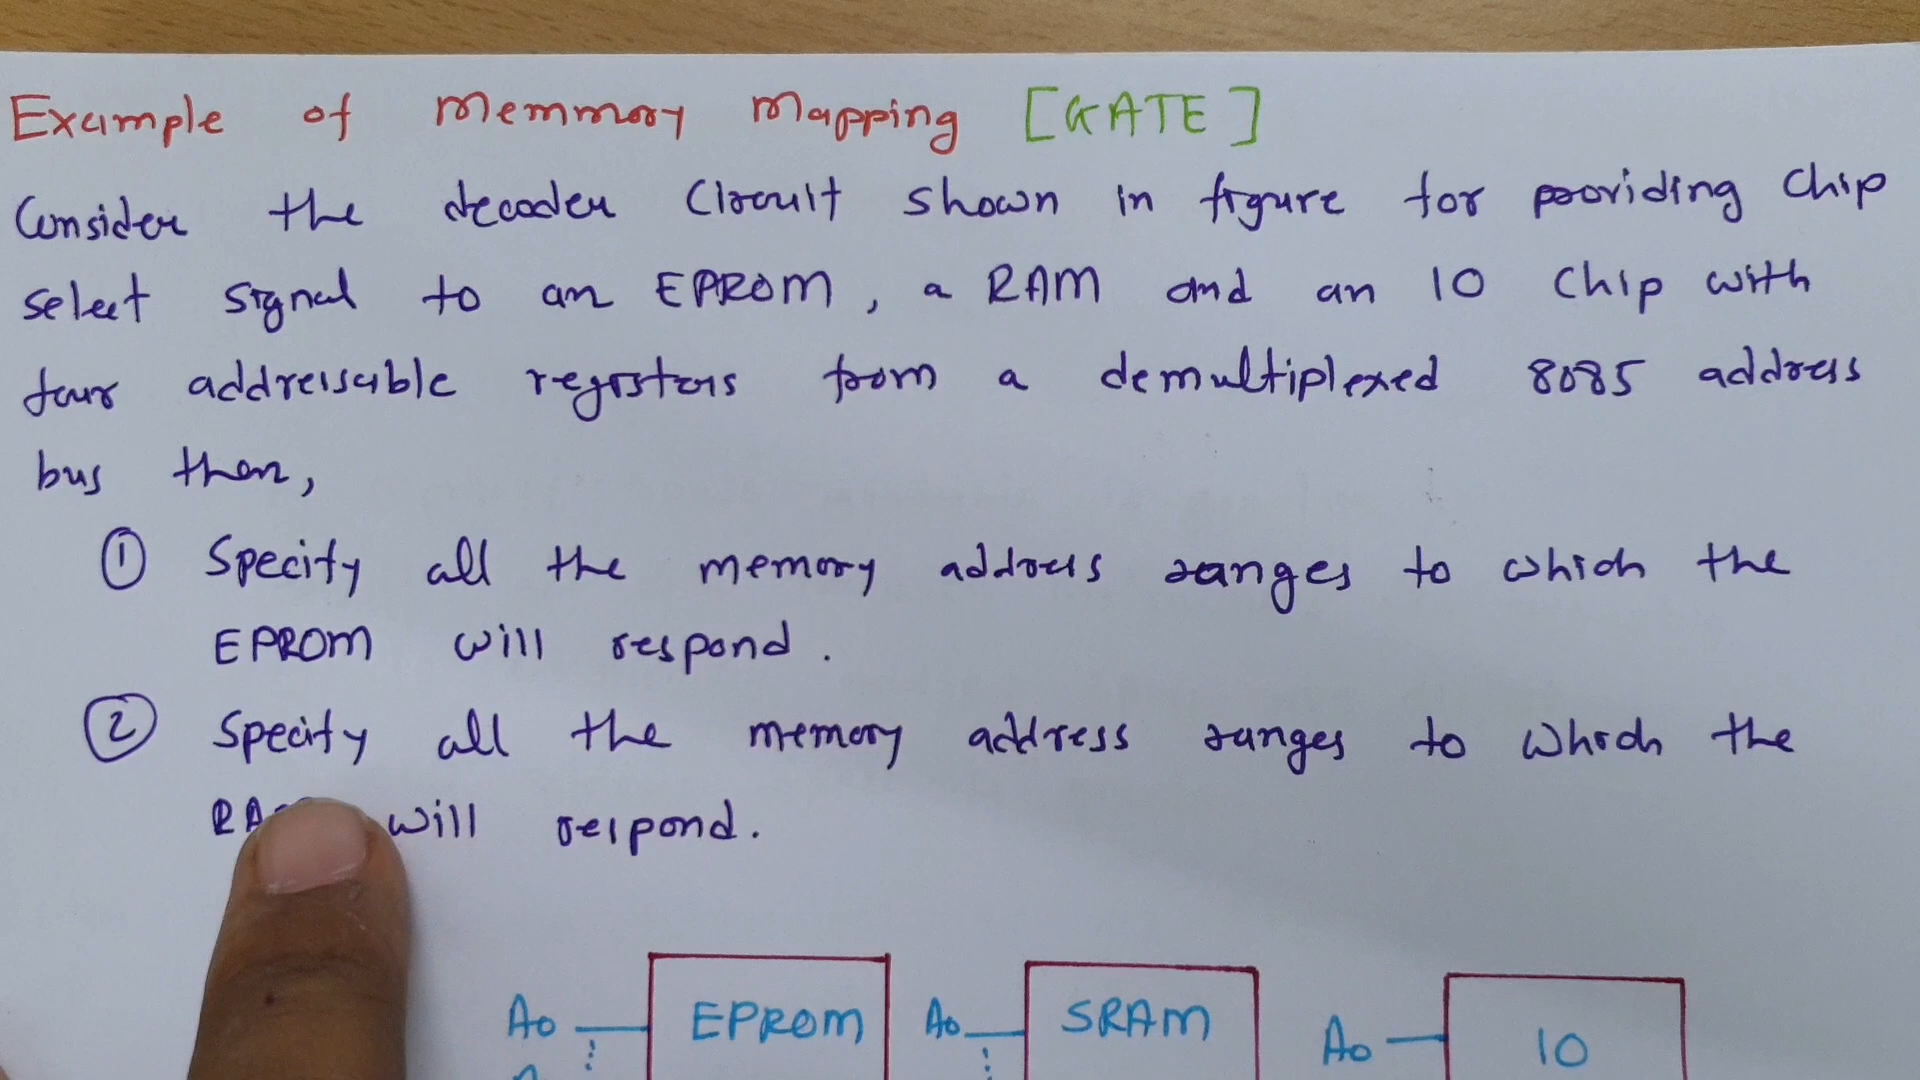 Example of Memmory Mapping [GATE]
Consider the decoder Circuit shown in figure for providing Chip
select signal to an EPROM, a RAM and an IO Chip with
four addressable registers from a demultiplexed 8085 address
bus then,
① Specify all the memory address ranges to which the
EPROM will respond.
② Specify all the memory address ranges to which the
will respond.
A0 EPROM A0 SRAM A0 IO